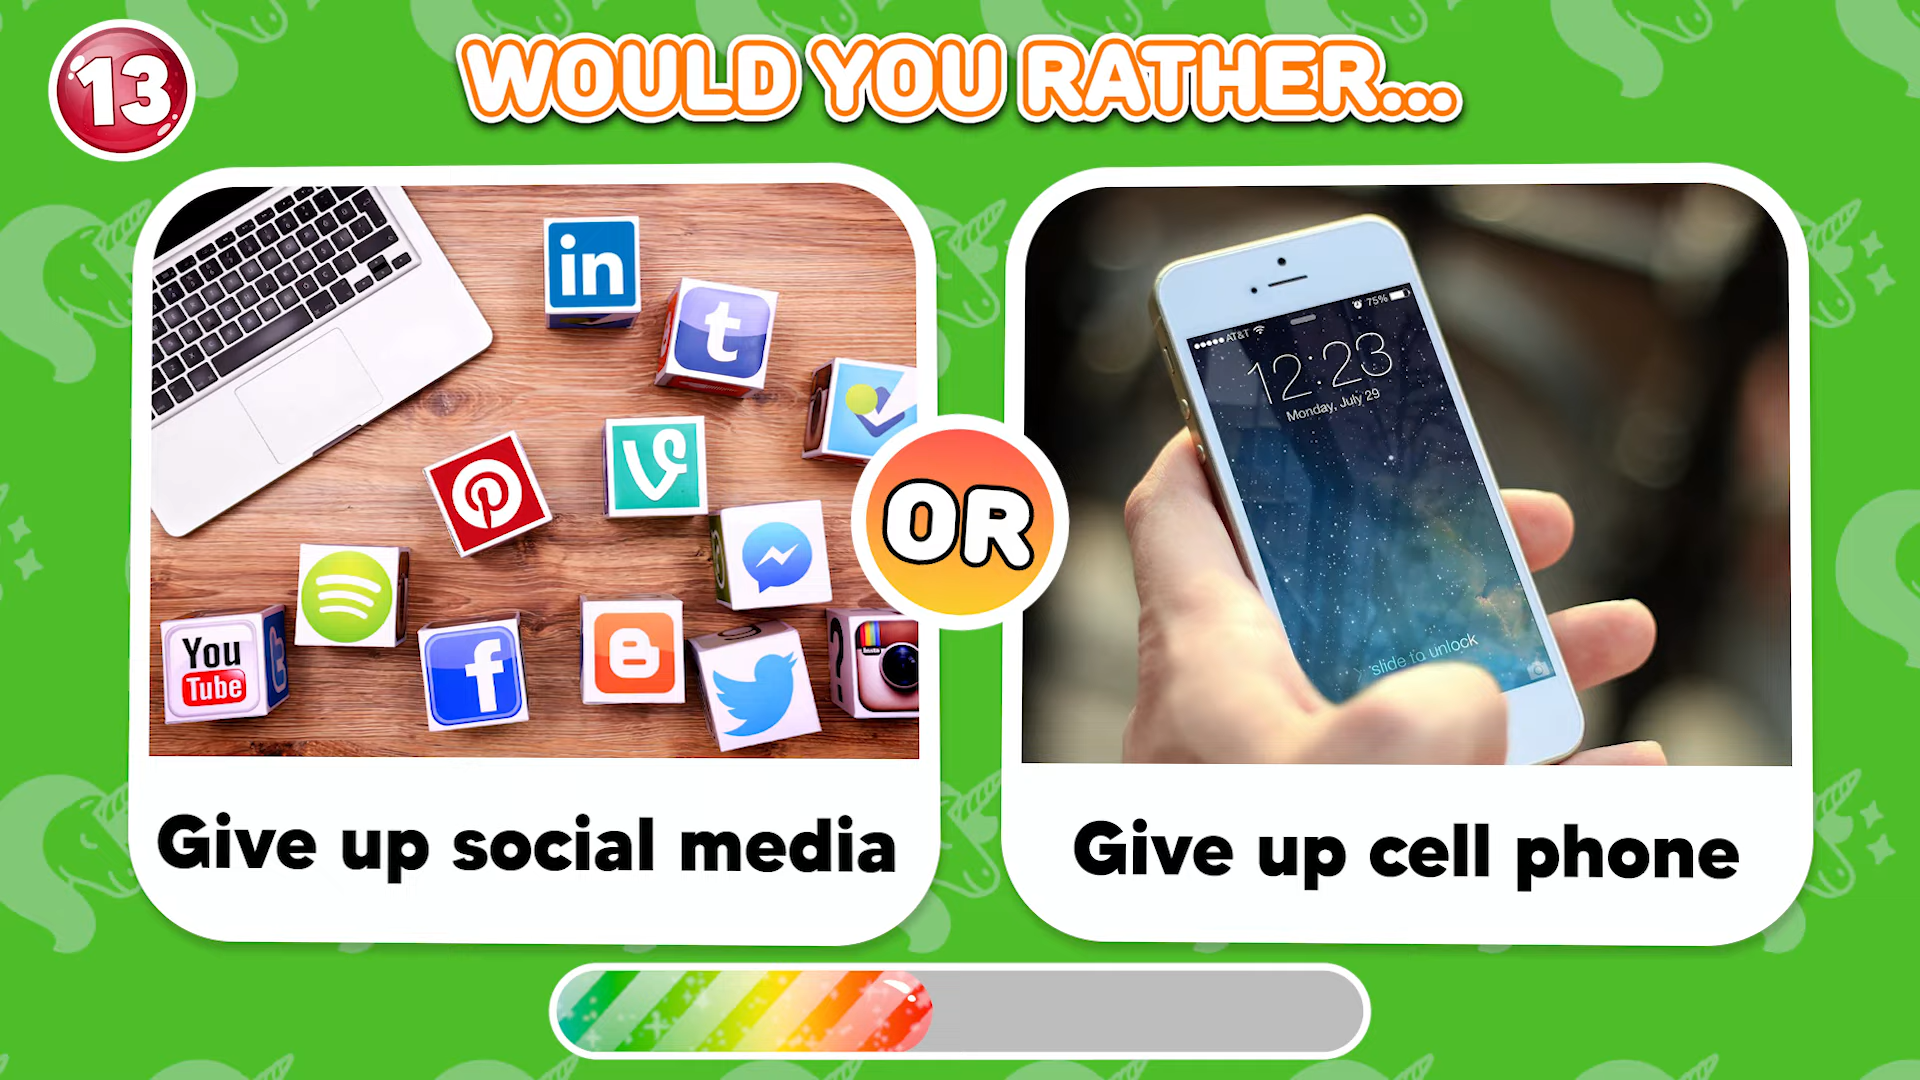 13
WOULD YOU RATHER...
in
t
You
Tube
f
Insta
?
OR
AT&T
75%
12:23
Monday, July 29
slide to unlock
Give up social media
Give up cell phone